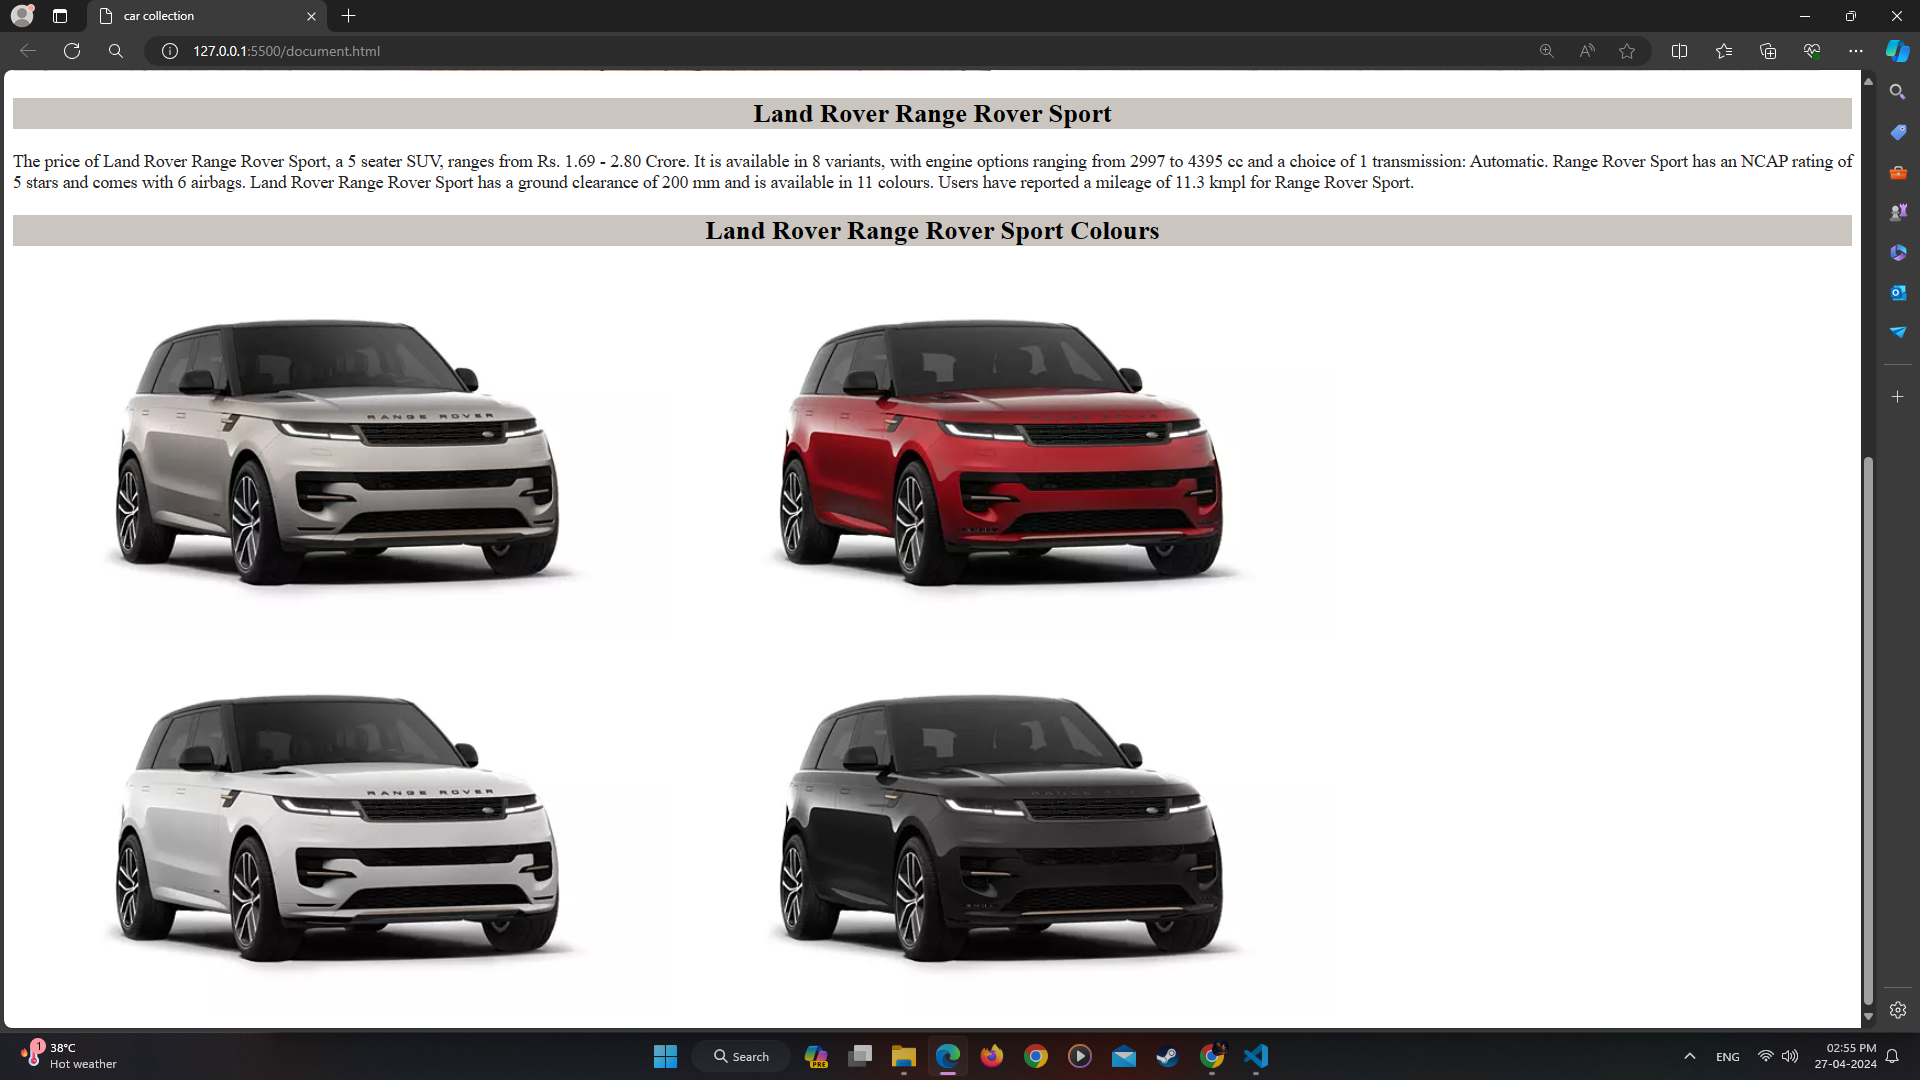 car collection
127.0.0.1:5500/document.html
Land Rover Range Rover Sport
The price of Land Rover Range Rover Sport, a 5 seater SUV, ranges from Rs. 1.69 - 2.80 Crore. It is available in 8 variants, with engine options ranging from 2997 to 4395 cc and a choice of 1 transmission: Automatic. Range Rover Sport has an NCAP rating of
5 stars and comes with 6 airbags. Land Rover Range Rover Sport has a ground clearance of 200 mm and is available in 11 colours. Users have reported a mileage of 11.3 kmpl for Range Rover Sport.
Land Rover Range Rover Sport Colours
RANGE ROVER
RANGE ROVER
RANGE ROVER
1
38°C
Hot weather
Search
PRE
ENG
02:55 PM
27-04-2024